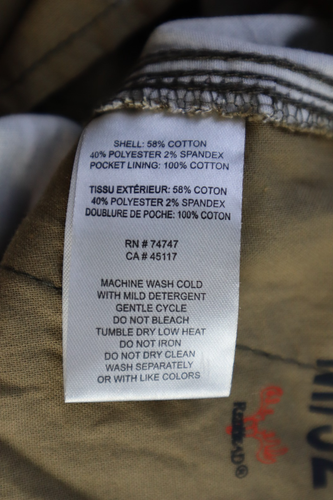 SHELL: 58% COTTON
40% POLYESTER 2% SPANDEX
POCKET LINING: 100% COTTON
TISSU EXTÉRIEUR: 58% COTON
40% POLYESTER 2% SPANDEX
DOUBLURE DE POCHE: 100% COTON
RN # 74747
CA # 45117
MACHINE WASH COLD
WITH MILD DETERGENT
GENTLE CYCLE
DO NOT BLEACH
TUMBLE DRY LOW HEAT
DO NOT IRON
DO NOT DRY CLEAN
WASH SEPARATELY
OR WITH LIKE COLORS